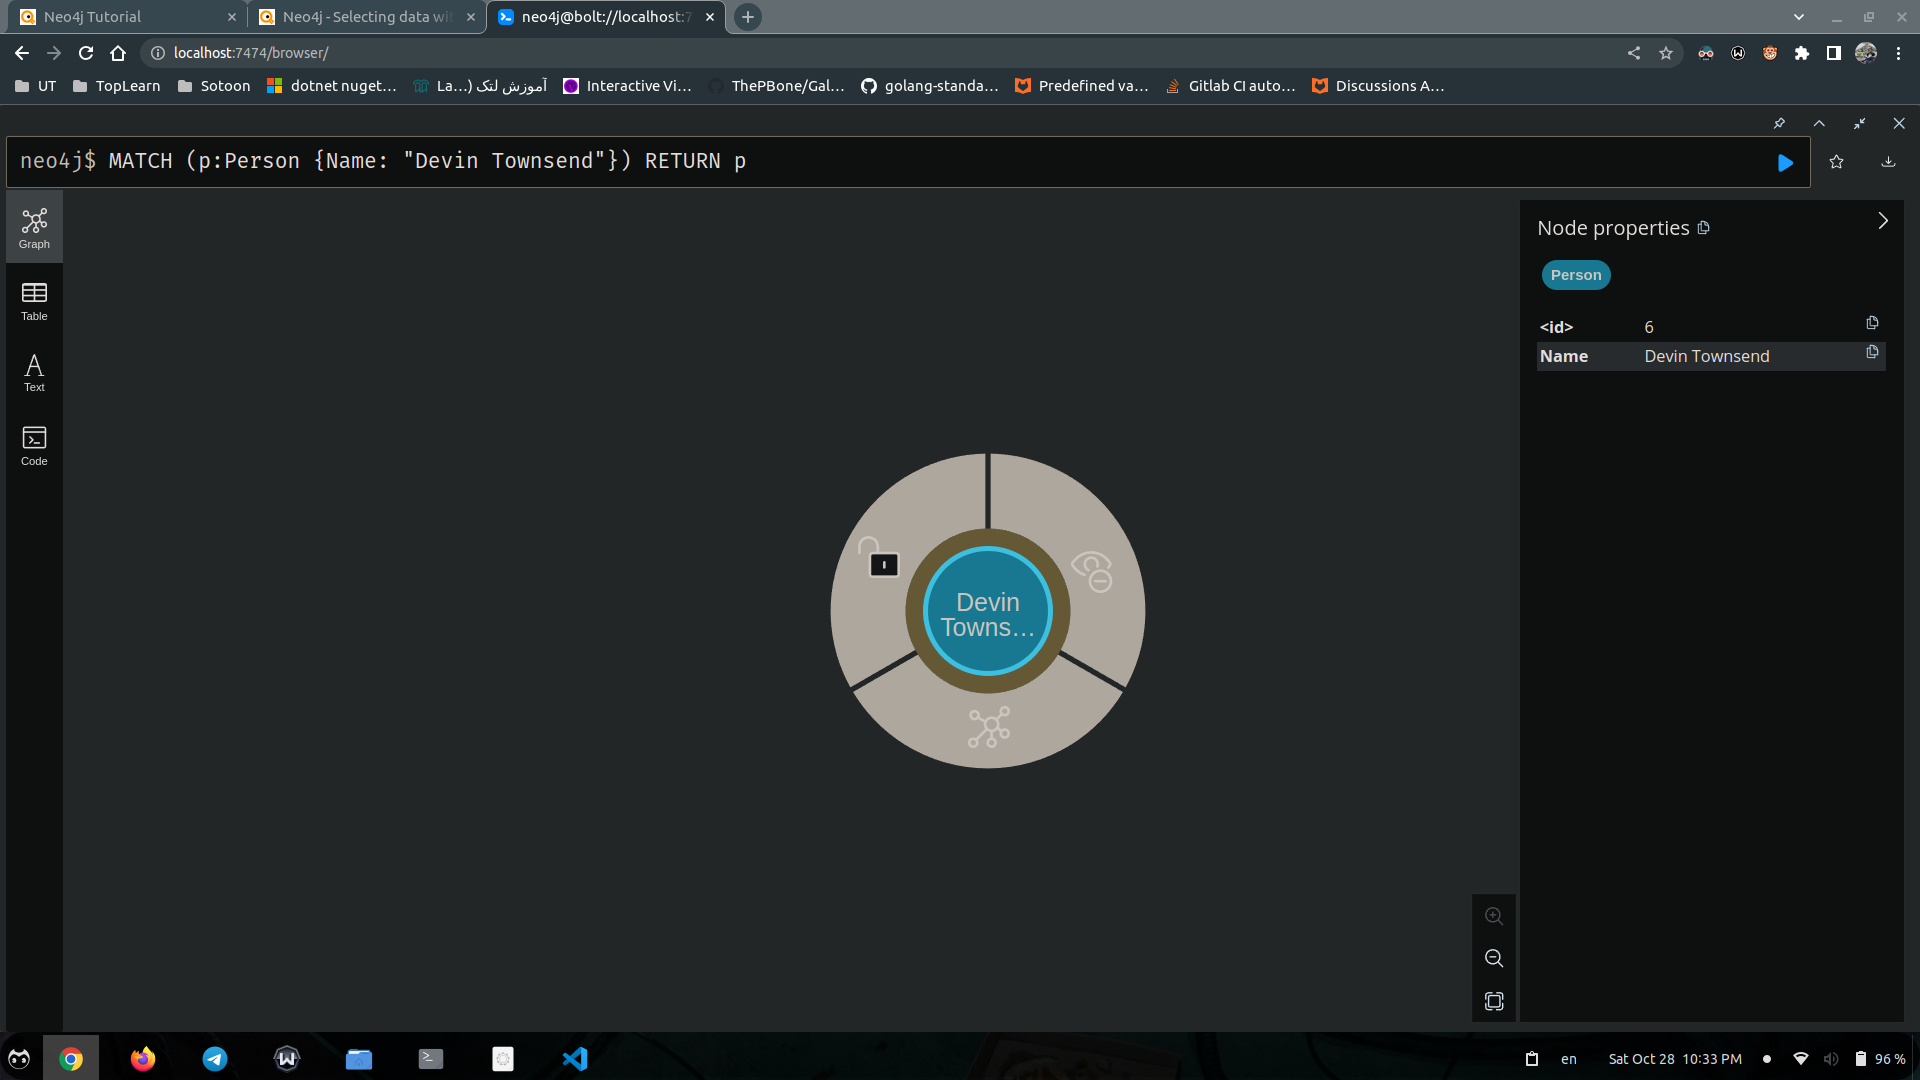 Neo4j Tutorial
Neo4j - Selecting data wit
neo4j@bolt://localhost:7
localhost:7474/browser/
UT
TopLearn
Sotoon
dotnet nuget…
آموزش لتک (…La
Interactive Vi…
ThePBone/Gal…
golang-standa…
Predefined va…
Gitlab CI auto…
Discussions A…
neo4j$ MATCH (p:Person {Name: "Devin Townsend"}) RETURN p
Graph
Table
Text
Code
Devin
Towns…
Node properties
Person
<id> 6
Name Devin Townsend
en
Sat Oct 28 10:33 PM
96 %